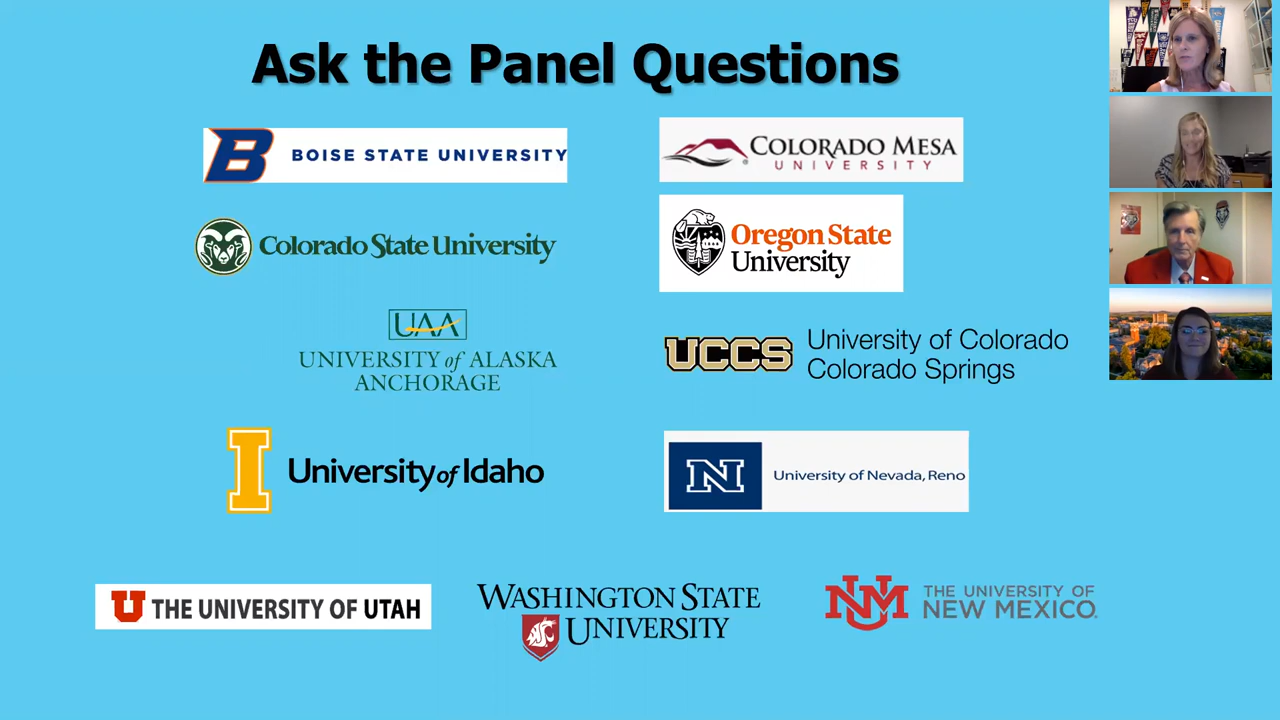 Ask the Panel Questions
B BOISE STATE UNIVERSITY
COLORADO MESA
UNIVERSITY
Colorado State University
Oregon State
University
UAA
UNIVERSITY of ALASKA
ANCHORAGE
UCCS
University of Colorado
Colorado Springs
I University of Idaho
N University of Nevada, Reno
U THE UNIVERSITY OF UTAH
WASHINGTON STATE
UNIVERSITY
UNM
THE UNIVERSITY OF
NEW MEXICO.